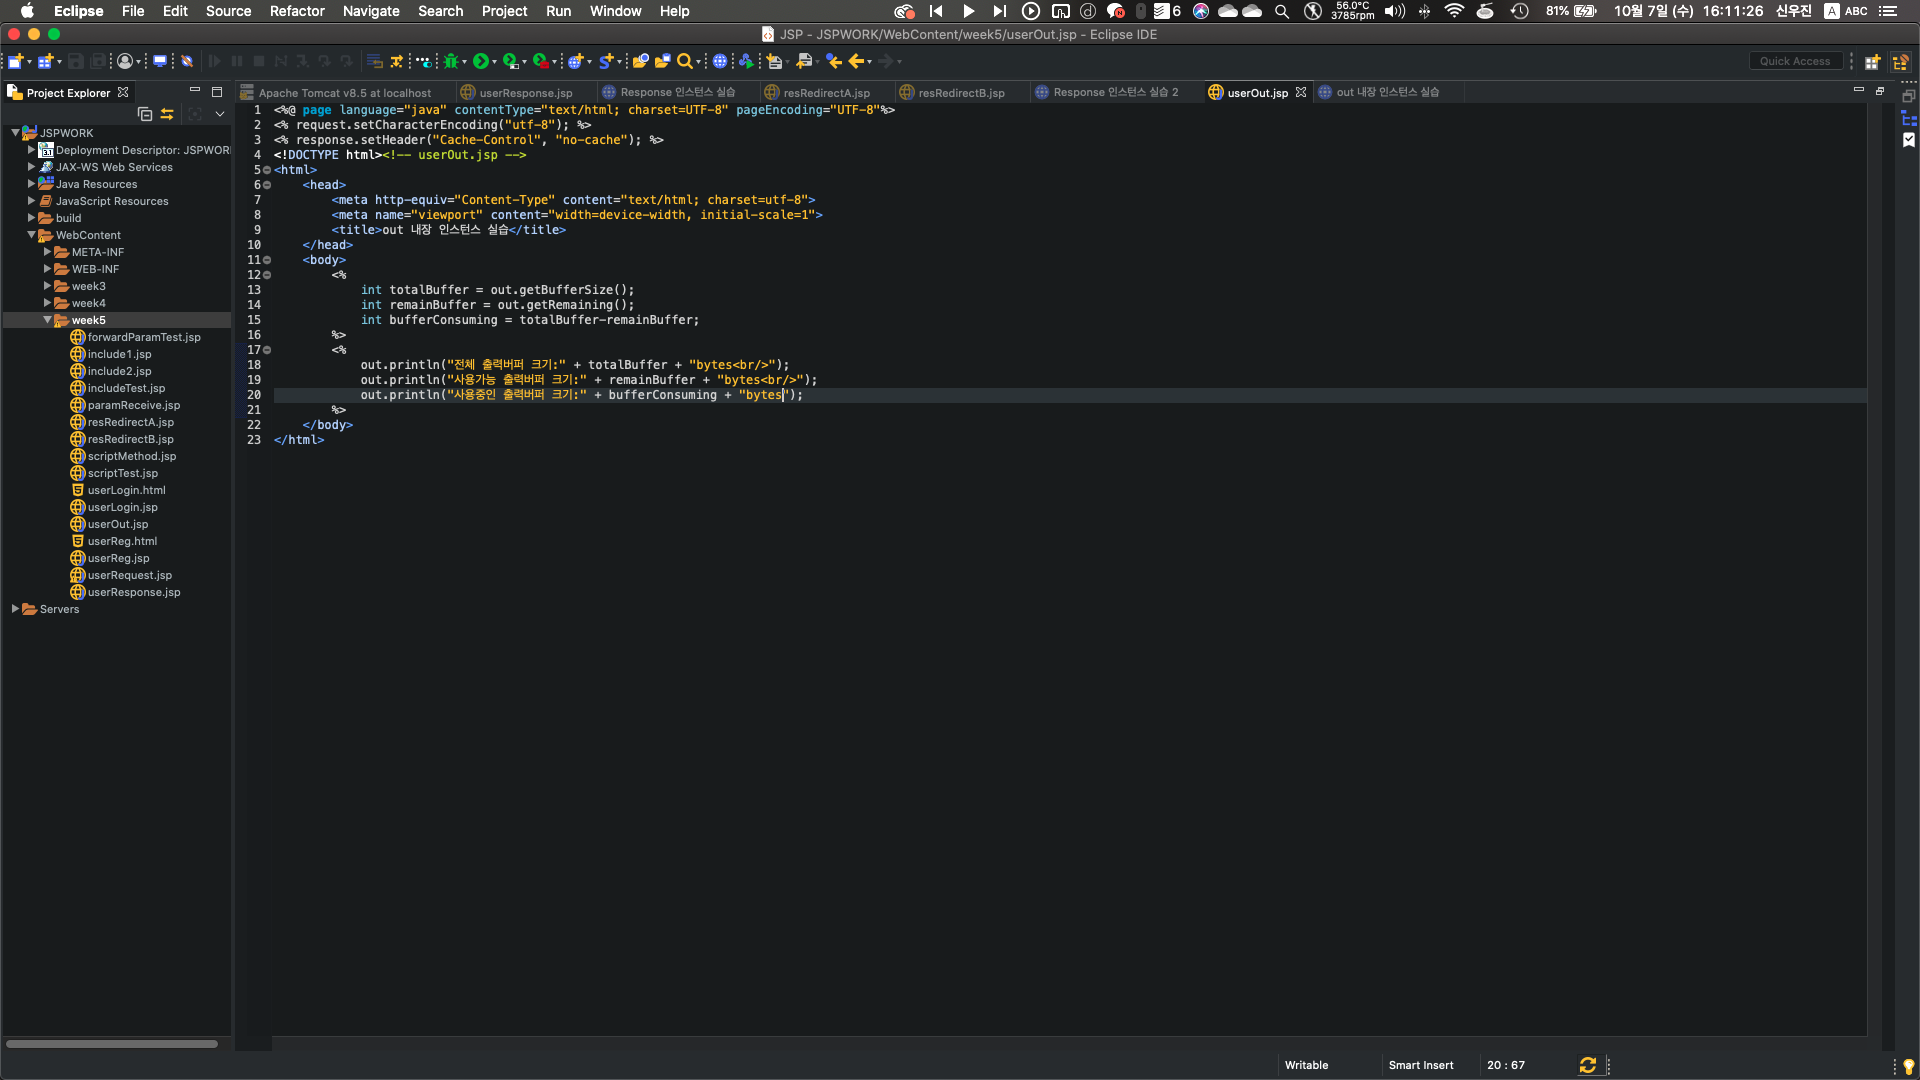 Eclipse File Edit Source Refactor Navigate Search Project Run Window Help 6 56.0°C 3785rpm 81% 10월 7일 (수) 16:11:26 신우진 A ABC
JSP - JSPWORK/WebContent/week5/userOut.jsp - Eclipse IDE
Quick Access
Project Explorer
Apache Tomcat v8.5 at localhost userResponse.jsp Response 인스턴스 실습 resRedirectA.jsp resRedirectB.jsp Response 인스턴스 실습 2 userOut.jsp out 내장 인스턴스 실습
JSPWORK
Deployment Descriptor: JSPWOR
JAX-WS Web Services
Java Resources
JavaScript Resources
build
WebContent
META-INF
WEB-INF
week3
week4
week5
forwardParamTest.jsp
include1.jsp
include2.jsp
includeTest.jsp
paramReceive.jsp
resRedirectA.jsp
resRedirectB.jsp
scriptMethod.jsp
scriptTest.jsp
userLogin.html
userLogin.jsp
userOut.jsp
userReg.html
userReg.jsp
userRequest.jsp
userResponse.jsp
Servers
1 <%@ page language="java" contentType="text/html; charset=UTF-8" pageEncoding="UTF-8"%>
2 <% request.setCharacterEncoding("utf-8"); %>
3 <% response.setHeader("Cache-Control", "no-cache"); %>
4 <!DOCTYPE html><!-- userOut.jsp -->
5 <html>
6 <head>
7 <meta http-equiv="Content-Type" content="text/html; charset=utf-8">
8 <meta name="viewport" content="width=device-width, initial-scale=1">
9 <title>out 내장 인스턴스 실습</title>
10 </head>
11 <body>
12 <%
13 int totalBuffer = out.getBufferSize();
14 int remainBuffer = out.getRemaining();
15 int bufferConsuming = totalBuffer-remainBuffer;
16 %>
17 <%
18 out.println("전체 출력버퍼 크기:" + totalBuffer + "bytes<br/>");
19 out.println("사용가능 출력버퍼 크기:" + remainBuffer + "bytes<br/>");
20 out.println("사용중인 출력버퍼 크기:" + bufferConsuming + "bytes");
21 %>
22 </body>
23 </html>
Writable Smart Insert 20 : 67